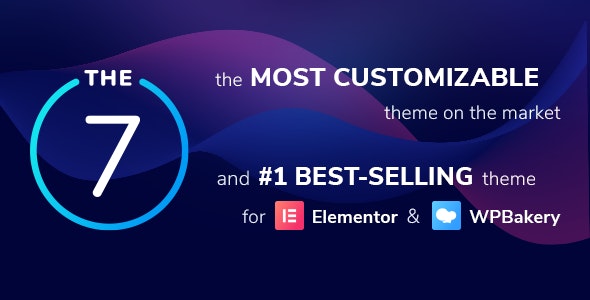 THE
7
the MOST CUSTOMIZABLE
theme on the market
and #1 BEST-SELLING theme
for Elementor & WPBakery